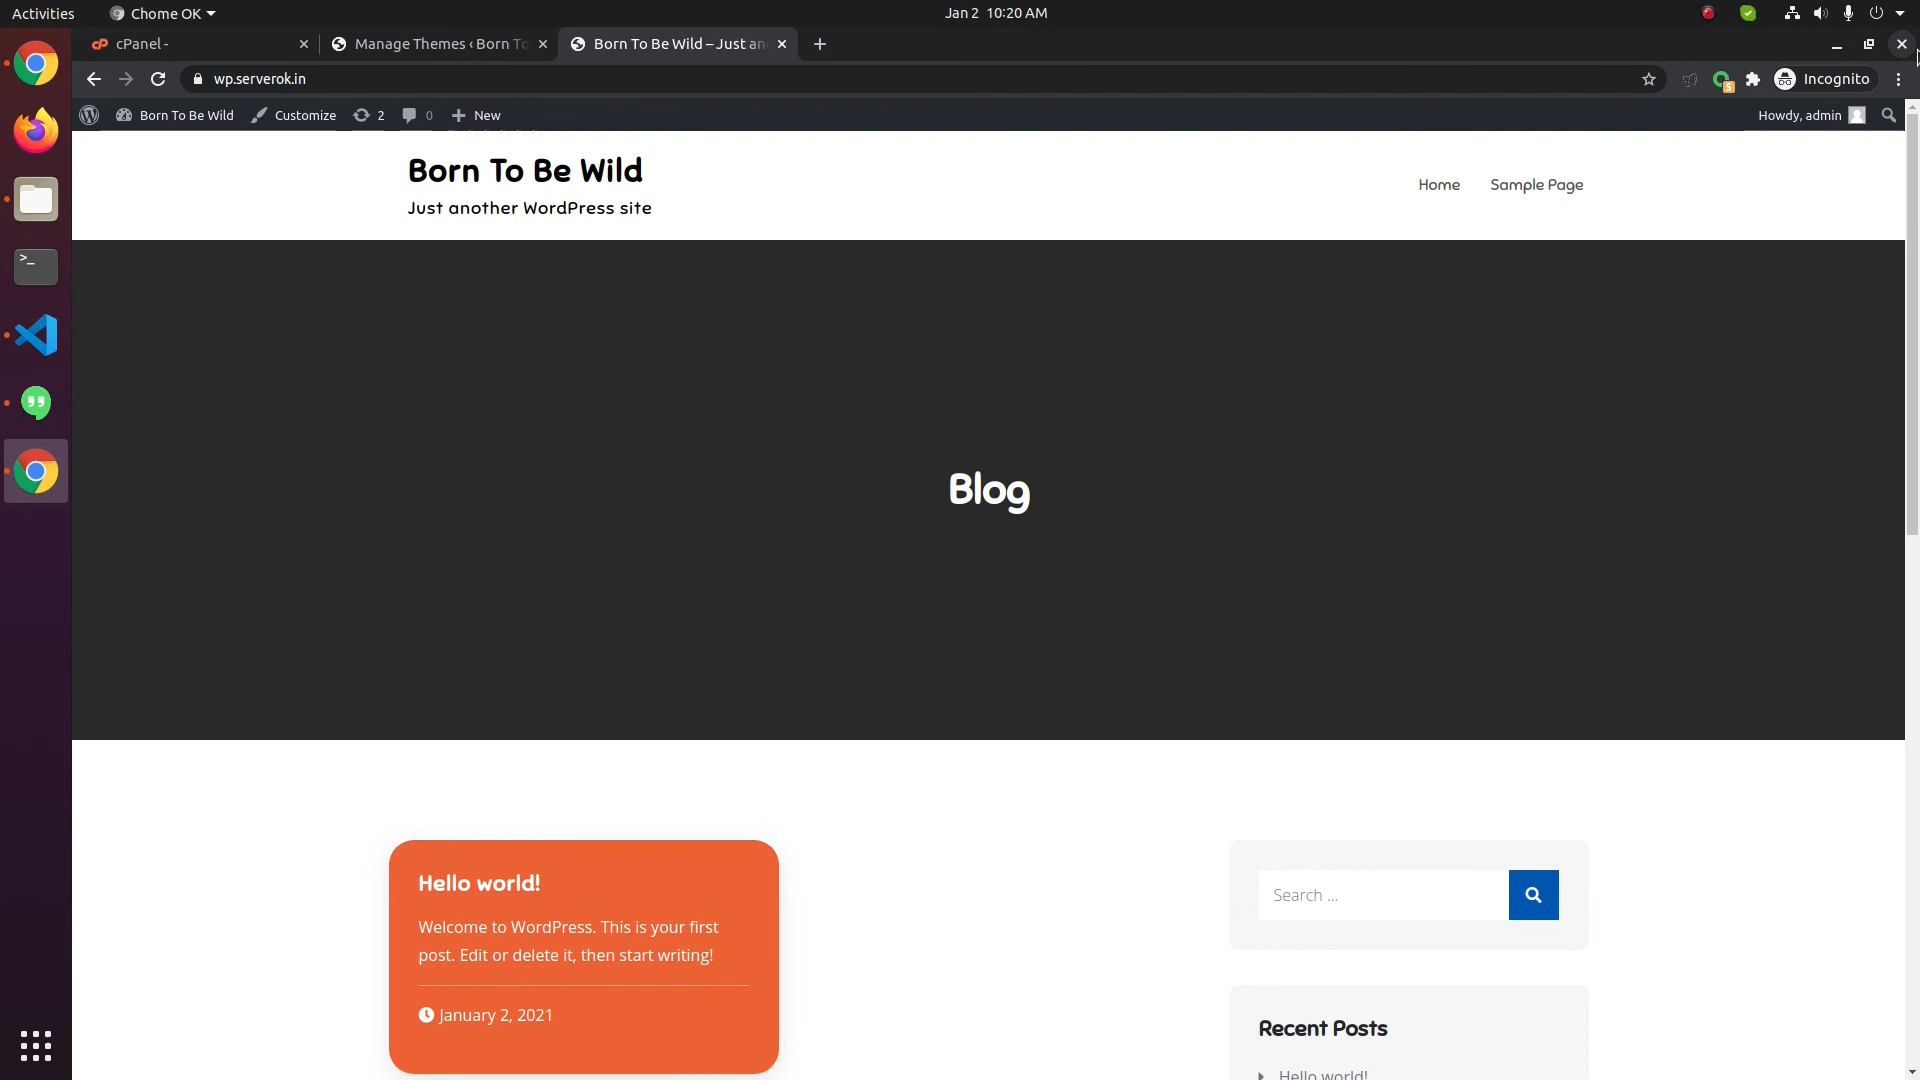 Activities
Chome OK
Jan 2 10:20 AM
cPanel -
Manage Themes ‹ Born To
Born To Be Wild – Just an
wp.serverok.in
5
Incognito
Born To Be Wild
Customize
2
0
New
Howdy, admin
Born To Be Wild
Just another WordPress site
Home
Sample Page
Blog
Hello world!
Welcome to WordPress. This is your first
post. Edit or delete it, then start writing!
January 2, 2021
Search ...
Recent Posts
Hello world!